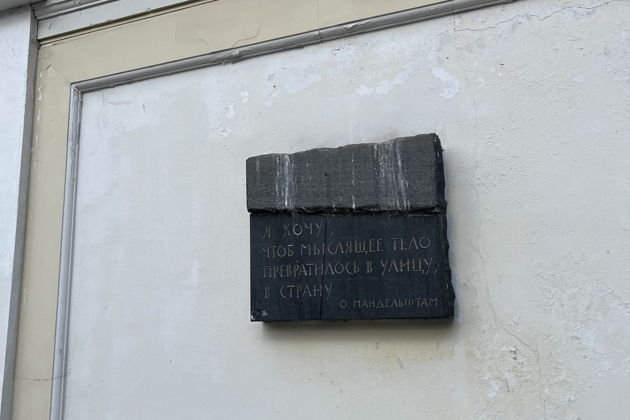 Я ХОЧУ,
ЧТОБ МЫСЛЯЩЕЕ ТЕЛО
ПРЕВРАТИЛОСЬ В УЛИЦУ,
В СТРАНУ
О. МАНДЕЛЬШТАМ